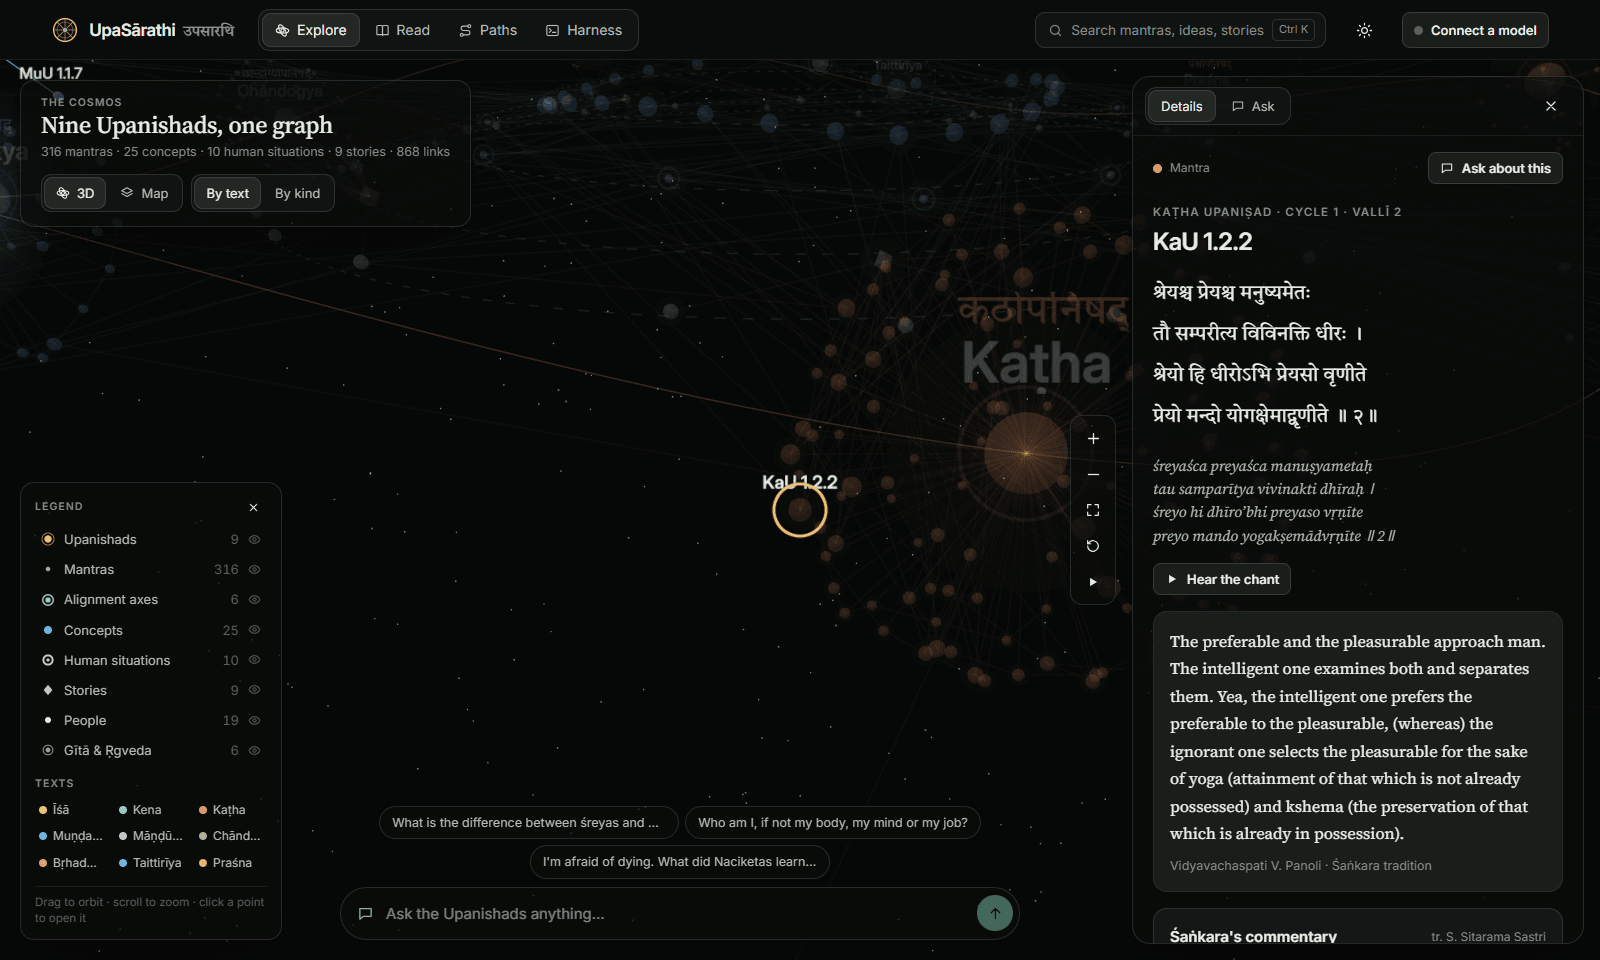 UpaSārathi उपसारथि
Explore
Read
Paths
Harness
Search mantras, ideas, stories
Ctrl K
Connect a model
MuU 1.1.7
Taittirīya
THE COSMOS
Nine Upanishads, one graph
316 mantras · 25 concepts · 10 human situations · 9 stories · 868 links
3D
Map
By text
By kind
कठोपनिषद्
Kaṭha
KaU 1.2.2
LEGEND
Upanishads 9
Mantras 316
Alignment axes 6
Concepts 25
Human situations 10
Stories 9
People 19
Gītā & Ṛgveda 6
TEXTS
Īśā Kena Kaṭha
Muṇḍa... Māṇḍū... Chānd...
Bṛhad... Taittirīya Praśna
Drag to orbit · scroll to zoom · click a point
to open it
What is the difference between śreyas and ...
Who am I, if not my body, my mind or my job?
I'm afraid of dying. What did Naciketas learn...
Ask the Upanishads anything...
Details
Ask
Mantra
Ask about this
KAṬHA UPANIṢAD · CYCLE 1 · VALLĪ 2
KaU 1.2.2
श्रेयश्च प्रेयश्च मनुष्यमेतः
तौ सम्परीत्य विविनक्ति धीरः ।
श्रेयो हि धीरोऽभि प्रेयसो वृणीते
प्रेयो मन्दो योगक्षेमाद्वृणीते ॥ २ ॥
śreyaśca preyaśca manuṣyametaḥ
tau samparītya vivinakti dhīraḥ ।
śreyo hi dhīro’bhi preyaso vṛṇīte
preyo mando yogakṣemādvṛṇīte ॥ 2 ॥
Hear the chant
The preferable and the pleasurable approach man.
The intelligent one examines both and separates
them. Yea, the intelligent one prefers the
preferable to the pleasurable, (whereas) the
ignorant one selects the pleasurable for the sake
of yoga (attainment of that which is not already
possessed) and kshema (the preservation of that
which is already in possession).
Vidyavachaspati V. Panoli · Śaṅkara tradition
Śaṅkara's commentary
tr. S. Sitarama Sastri